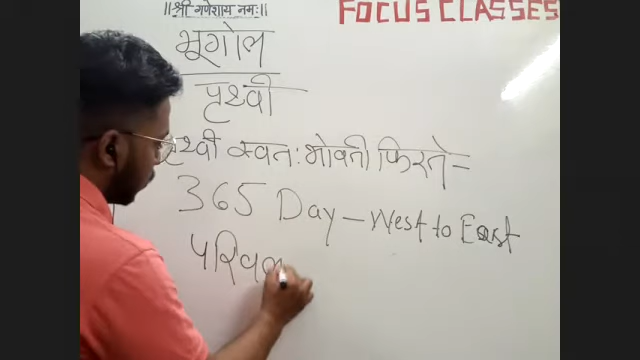 ||श्री गणेशाय नमः||
FOCUS CLASSES
भूगोल
पृथ्वी
पृथ्वी स्वतः भोवती फिरते -
365 Day - West to East
परिव